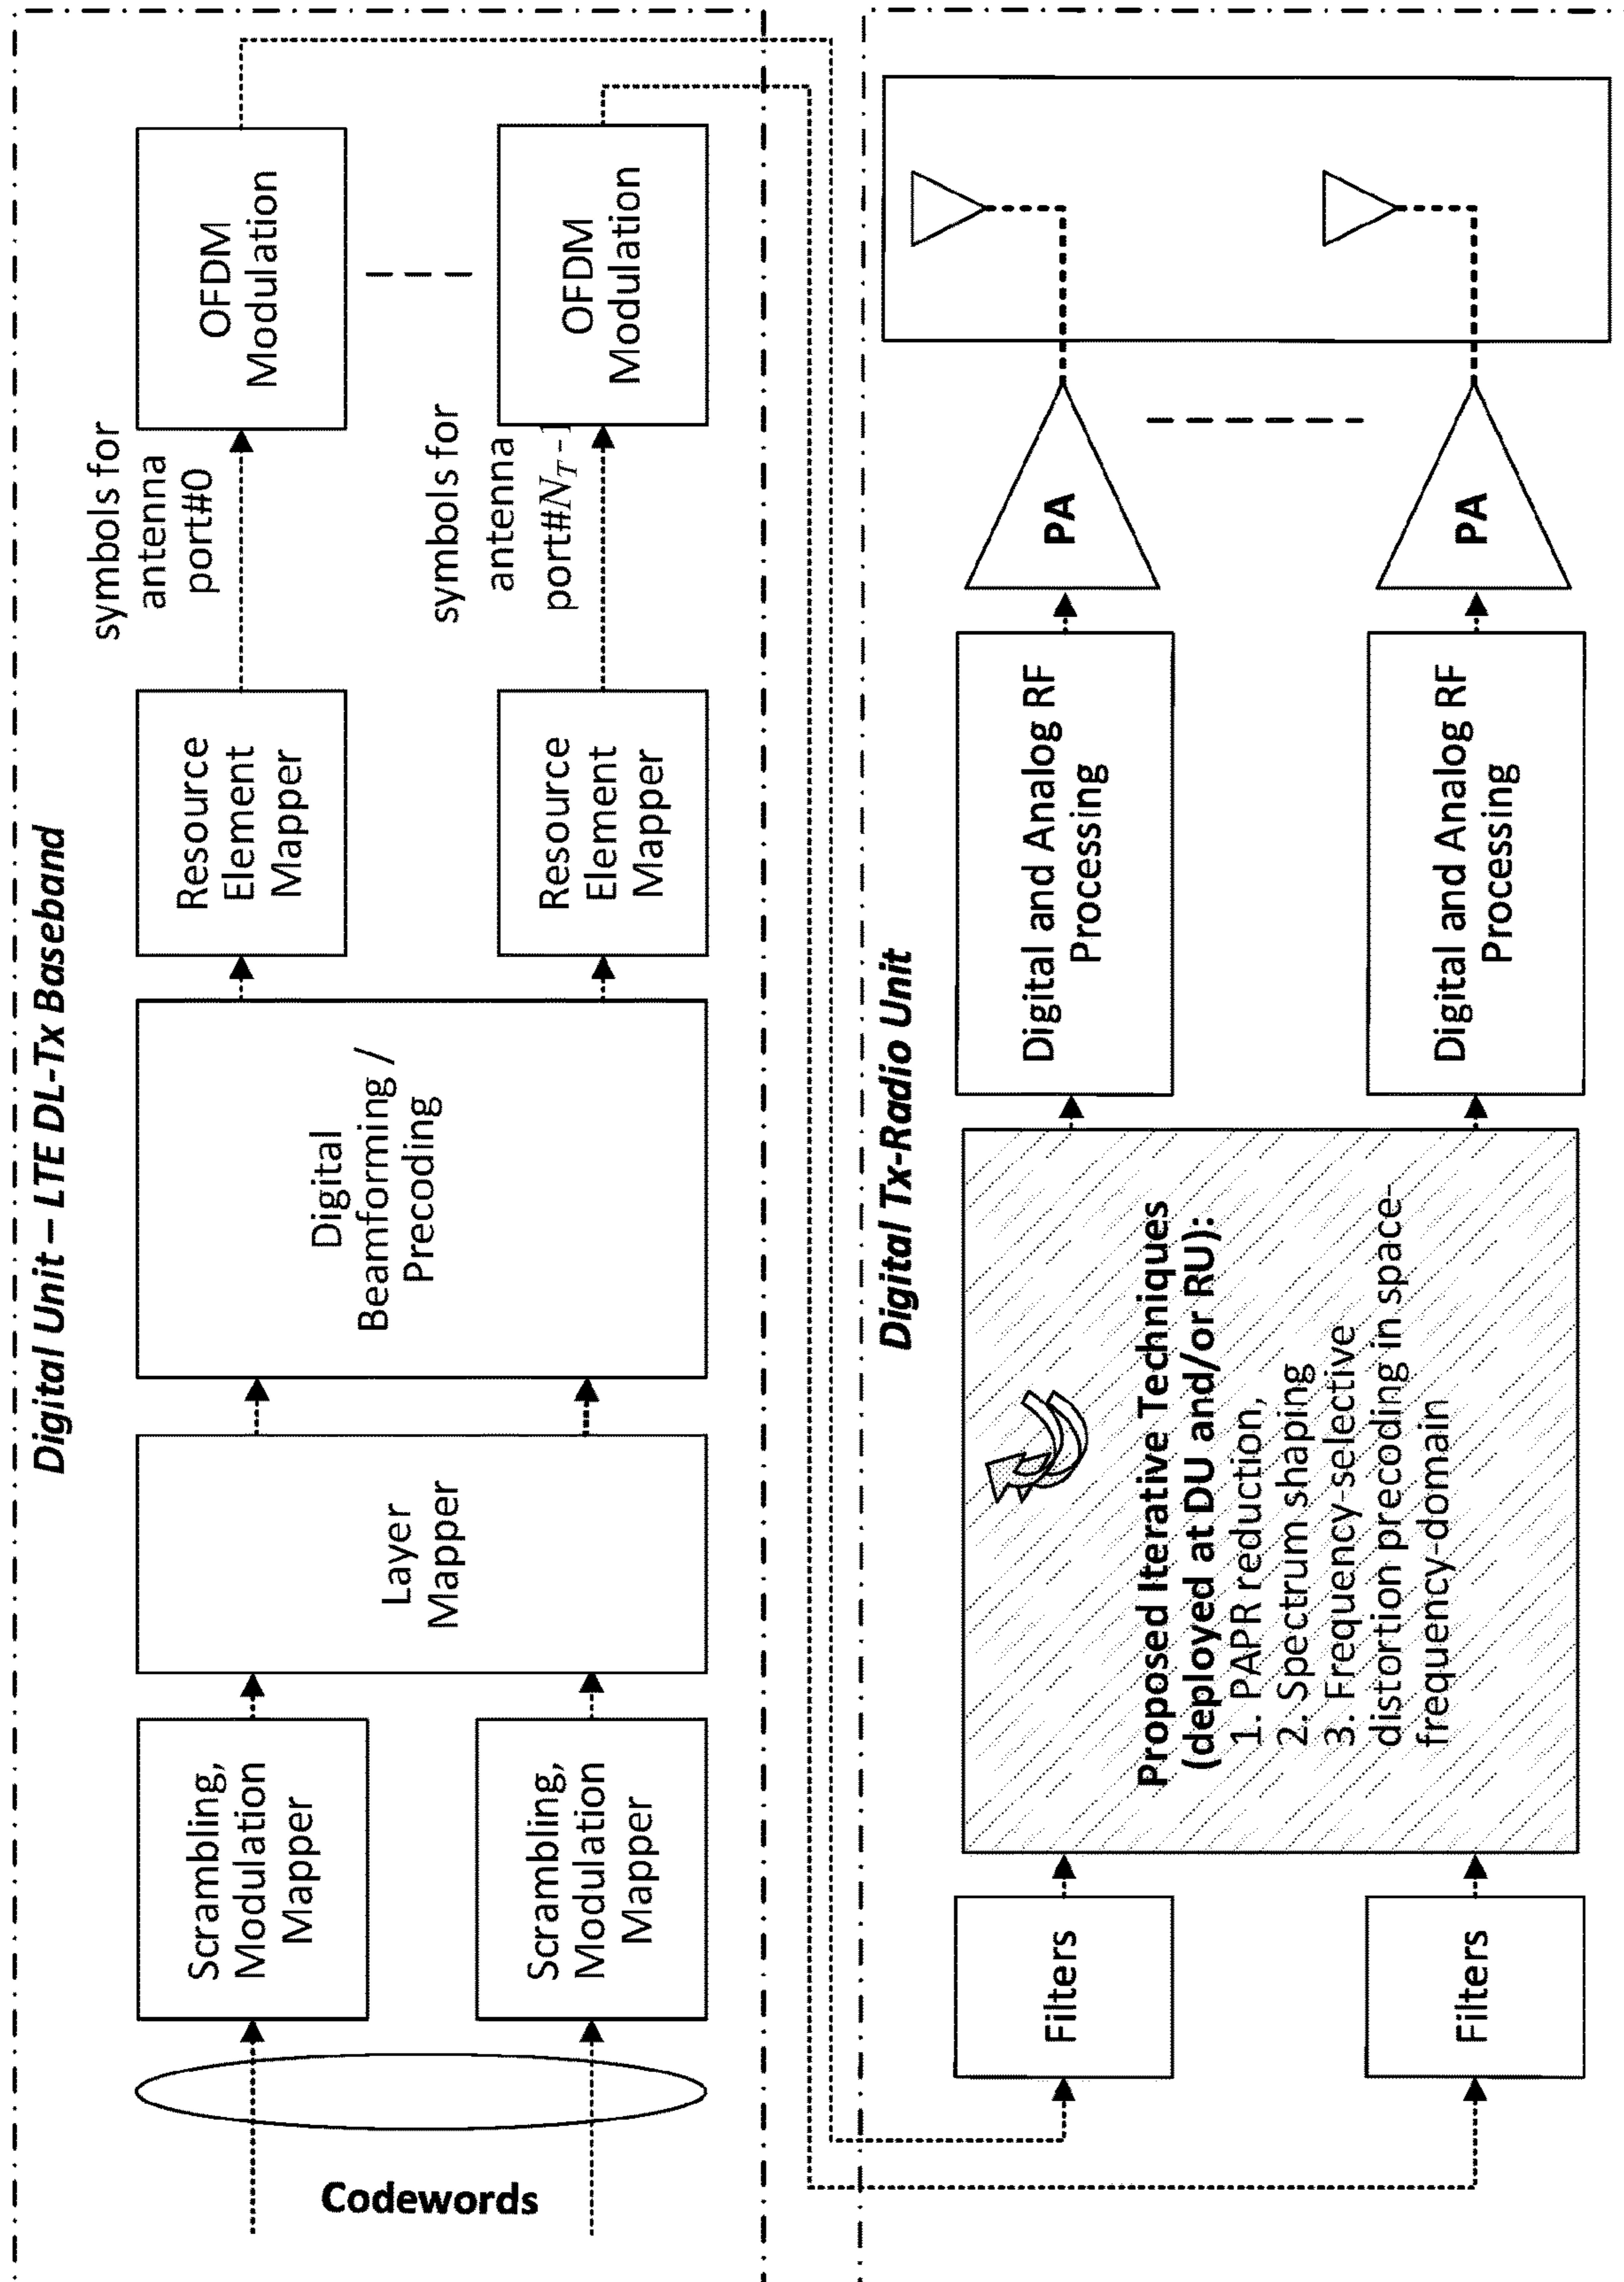 Digital Unit – LTE DL-Tx Baseband
Codewords
Scrambling,
Modulation
Mapper
Scrambling,
Modulation
Mapper
Layer
Mapper
Digital
Beamforming /
Precoding
Resource
Element
Mapper
Resource
Element
Mapper
symbols for
antenna
port#0
symbols for
antenna
port#N_T - 1
OFDM
Modulation
OFDM
Modulation
Digital Tx-Radio Unit
Filters
Filters
Proposed Iterative Techniques
(deployed at DU and/or RU):
1. PAPR reduction,
2. Spectrum shaping
3. Frequency-selective
distortion precoding in space-
frequency-domain
Digital and Analog RF
Processing
Digital and Analog RF
Processing
PA
PA